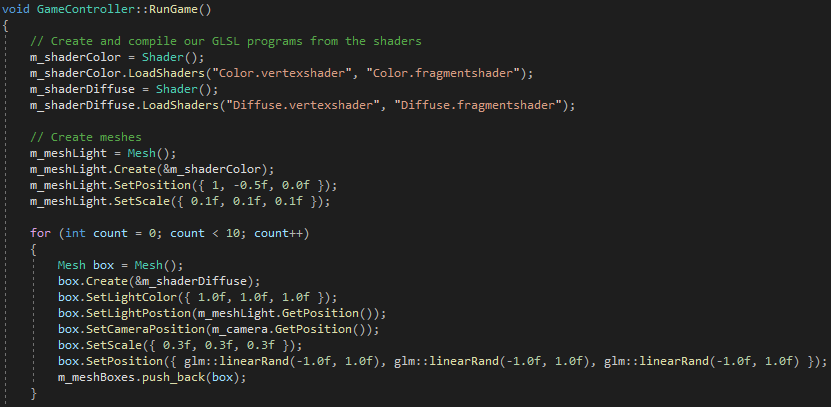 void GameController::RunGame()
{
// Create and compile our GLSL programs from the shaders
m_shaderColor = Shader();
m_shaderColor.LoadShaders("Color.vertexshader", "Color.fragmentshader");
m_shaderDiffuse = Shader();
m_shaderDiffuse.LoadShaders("Diffuse.vertexshader", "Diffuse.fragmentshader");
// Create meshes
m_meshLight = Mesh();
m_meshLight.Create(&m_shaderColor);
m_meshLight.SetPosition({ 1, -0.5f, 0.0f });
m_meshLight.SetScale({ 0.1f, 0.1f, 0.1f });
for (int count = 0; count < 10; count++)
{
Mesh box = Mesh();
box.Create(&m_shaderDiffuse);
box.SetLightColor({ 1.0f, 1.0f, 1.0f });
box.SetLightPostion(m_meshLight.GetPosition());
box.SetCameraPosition(m_camera.GetPosition());
box.SetScale({ 0.3f, 0.3f, 0.3f });
box.SetPosition({ glm::linearRand(-1.0f, 1.0f), glm::linearRand(-1.0f, 1.0f), glm::linearRand(-1.0f, 1.0f) });
m_meshBoxes.push_back(box);
}